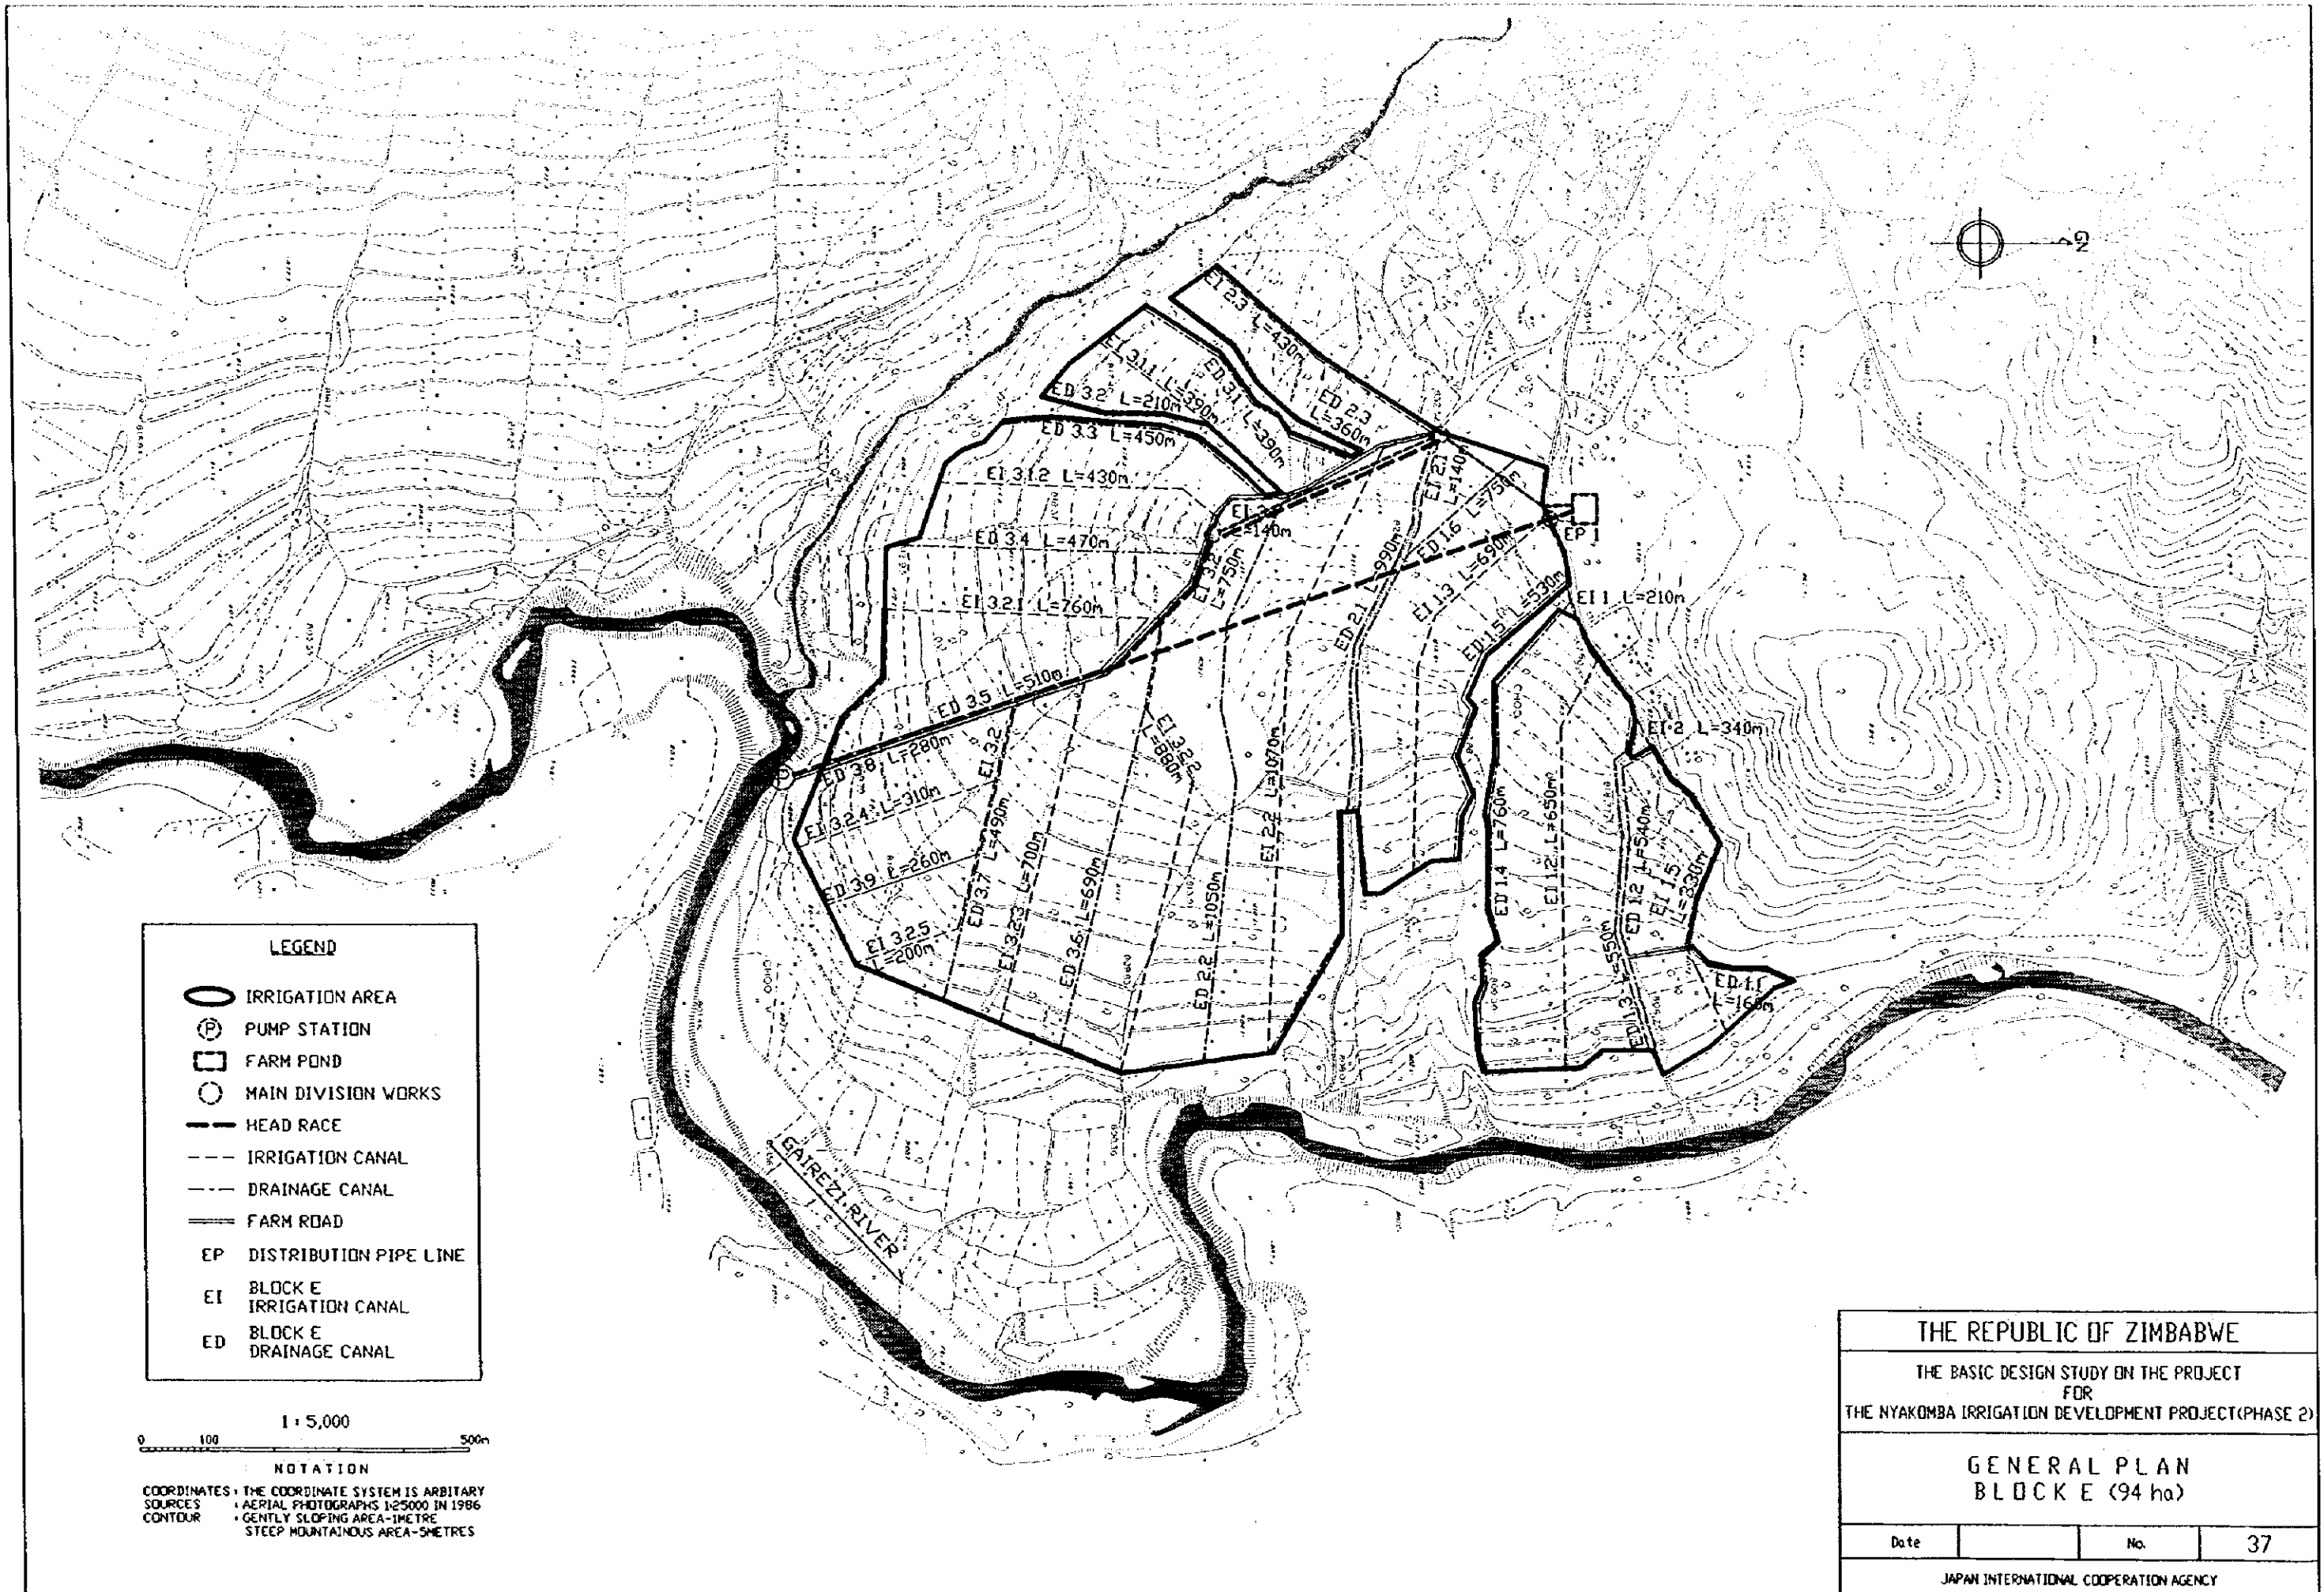 GN
EI 2.3 L=430m
EI 3.1.1 L=390m
ED 3.1 L=390m
ED 2.3
L=360m
ED 3.2 L=210m
ED 3.3 L=450m
EI 3.1.2 L=430m
EI 2.1
L=140m
ED 1.6 L=750m
L=140m
EP 1
ED 3.4 L=470m
EI 3.2
L=750m
ED 2.1 L=990m
EI 1.3 L=690m
ED 1.5 L=530m
EI 1 L=210m
EI 3.2.1 L=760m
ED 3.5 L=510m
EI 3.2.2
L=880m
EI 3.2
EI 2 L=340m
ED 3.8 L=280m
EI 3.2.4 L=310m
ED 3.9 L=260m
ED 3.7 L=490m
EI 3.2.3 L=700m
ED 3.6 L=690m
ED 2.2 L=1050m
EI 2.2 L=1070m
ED 1.4 L=760m
EI 1.2 L=650m
ED 1.2 L=540m
EI 1.5
L=330m
EI 3.2.5
L=200m
ED 1.3 L=550m
ED 1.1
L=160m
GAIREZI RIVER
LEGEND
IRRIGATION AREA
P PUMP STATION
FARM POND
MAIN DIVISION WORKS
HEAD RACE
IRRIGATION CANAL
DRAINAGE CANAL
FARM ROAD
EP DISTRIBUTION PIPE LINE
EI BLOCK E
IRRIGATION CANAL
ED BLOCK E
DRAINAGE CANAL
1 : 5,000
0 100 500m
NOTATION
COORDINATES : THE COORDINATE SYSTEM IS ARBITARY
SOURCES : AERIAL PHOTOGRAPHS 1:25000 IN 1986
CONTOUR : GENTLY SLOPING AREA-1METRE
STEEP MOUNTAINOUS AREA-5METRES
THE REPUBLIC OF ZIMBABWE
THE BASIC DESIGN STUDY ON THE PROJECT
FOR
THE NYAKOMBA IRRIGATION DEVELOPMENT PROJECT(PHASE 2)
GENERAL PLAN
BLOCK E (94 ha)
Date No. 37
JAPAN INTERNATIONAL COOPERATION AGENCY